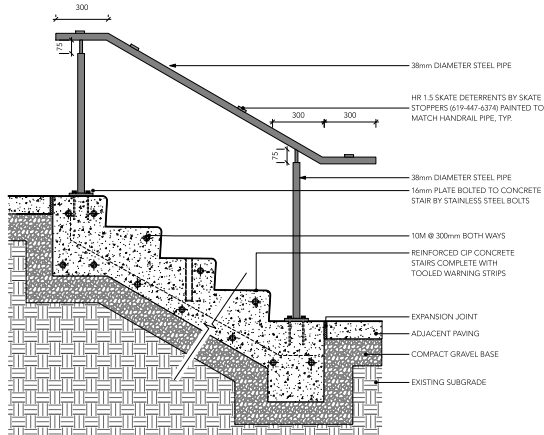 300
75
38mm DIAMETER STEEL PIPE
HR 1.5 SKATE DETERRENTS BY SKATE
STOPPERS (619-447-6374) PAINTED TO
MATCH HANDRAIL PIPE, TYP.
300
300
75
38mm DIAMETER STEEL PIPE
16mm PLATE BOLTED TO CONCRETE
STAIR BY STAINLESS STEEL BOLTS
10M @ 300mm BOTH WAYS
REINFORCED CIP CONCRETE
STAIRS COMPLETE WITH
TOOLED WARNING STRIPS
EXPANSION JOINT
ADJACENT PAVING
COMPACT GRAVEL BASE
EXISTING SUBGRADE